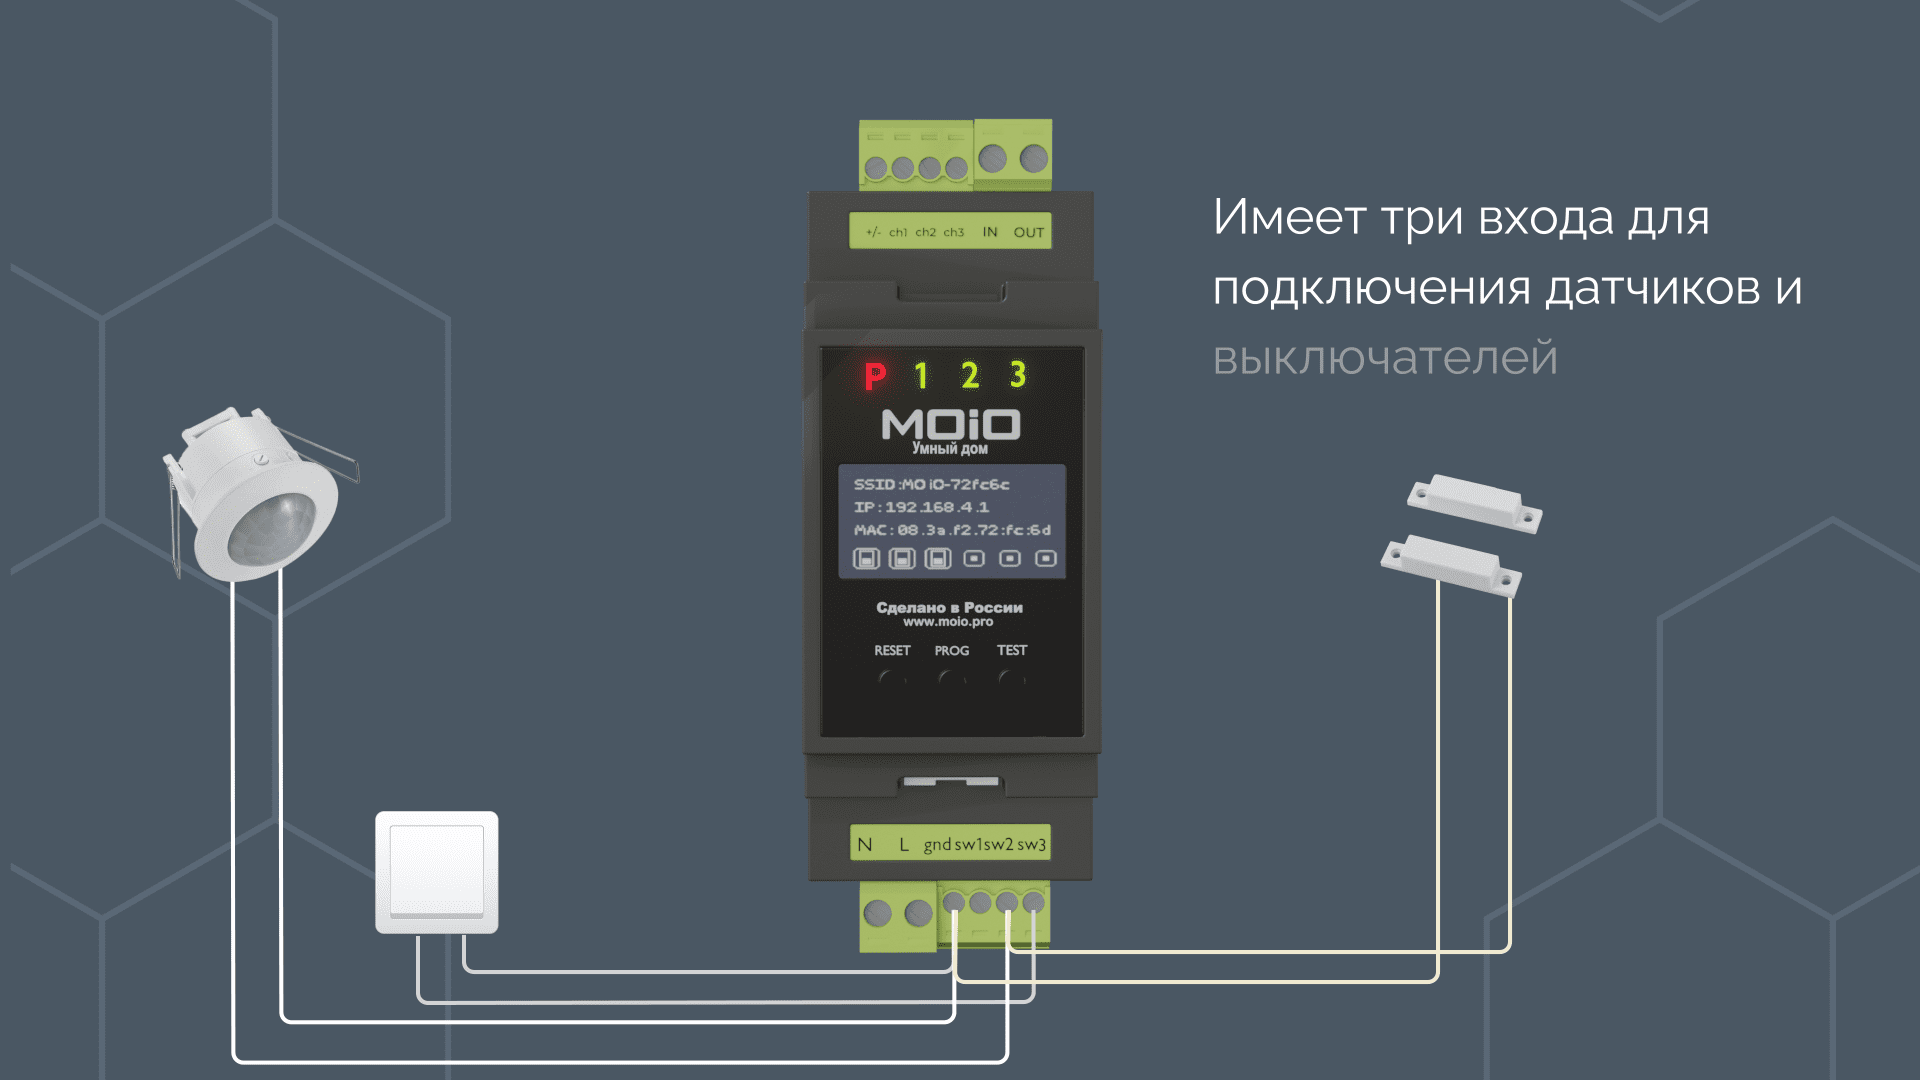 +/- ch1 ch2 ch3 IN OUT
Имеет три входа для
подключения датчиков и
выключателей
P 1 2 3
MOiO
Умный дом
SSID:MOiO-72fc6c
IP:192.168.4.1
MAC:08.3a.f2.72:fc:6d
Сделано в России
www.moio.pro
RESET PROG TEST
N L gnd sw1 sw2 sw3